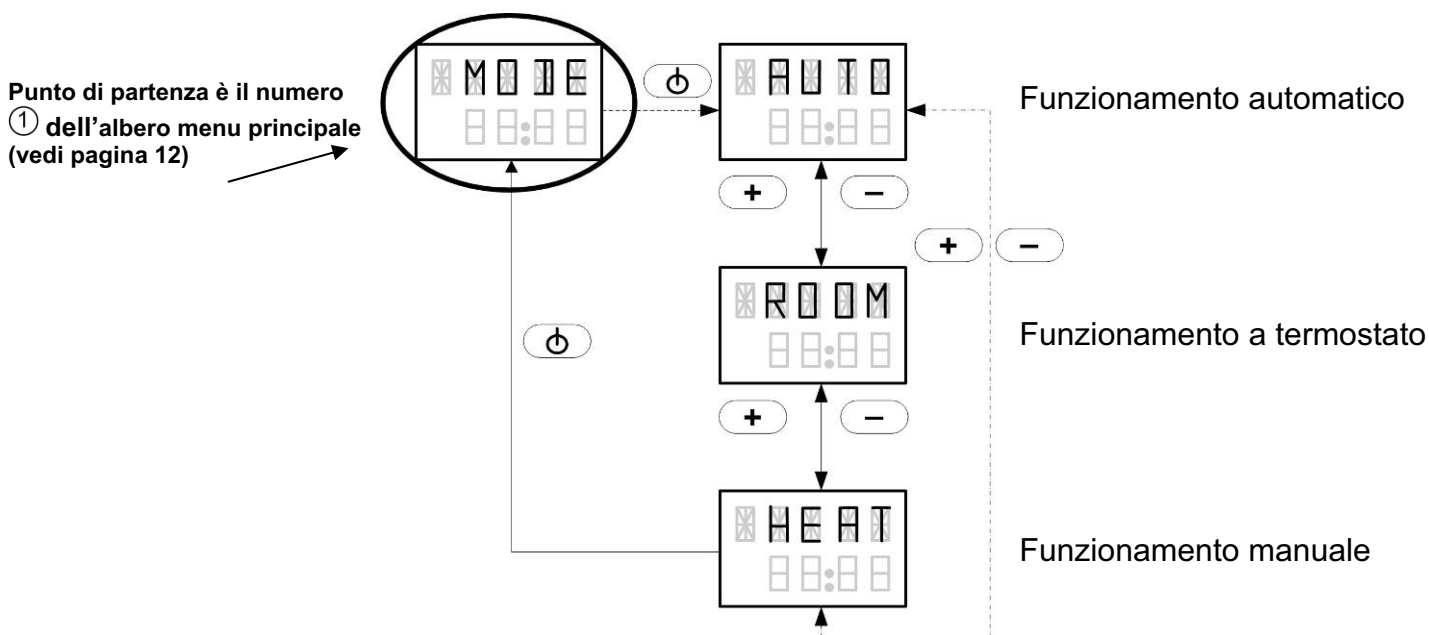 MODE
AUTO
Punto di partenza è il numero
① dell'albero menu principale
(vedi pagina 12)
Funzionamento automatico
+ −
+ −
ROOM
Funzionamento a termostato
+ −
HEAT
Funzionamento manuale